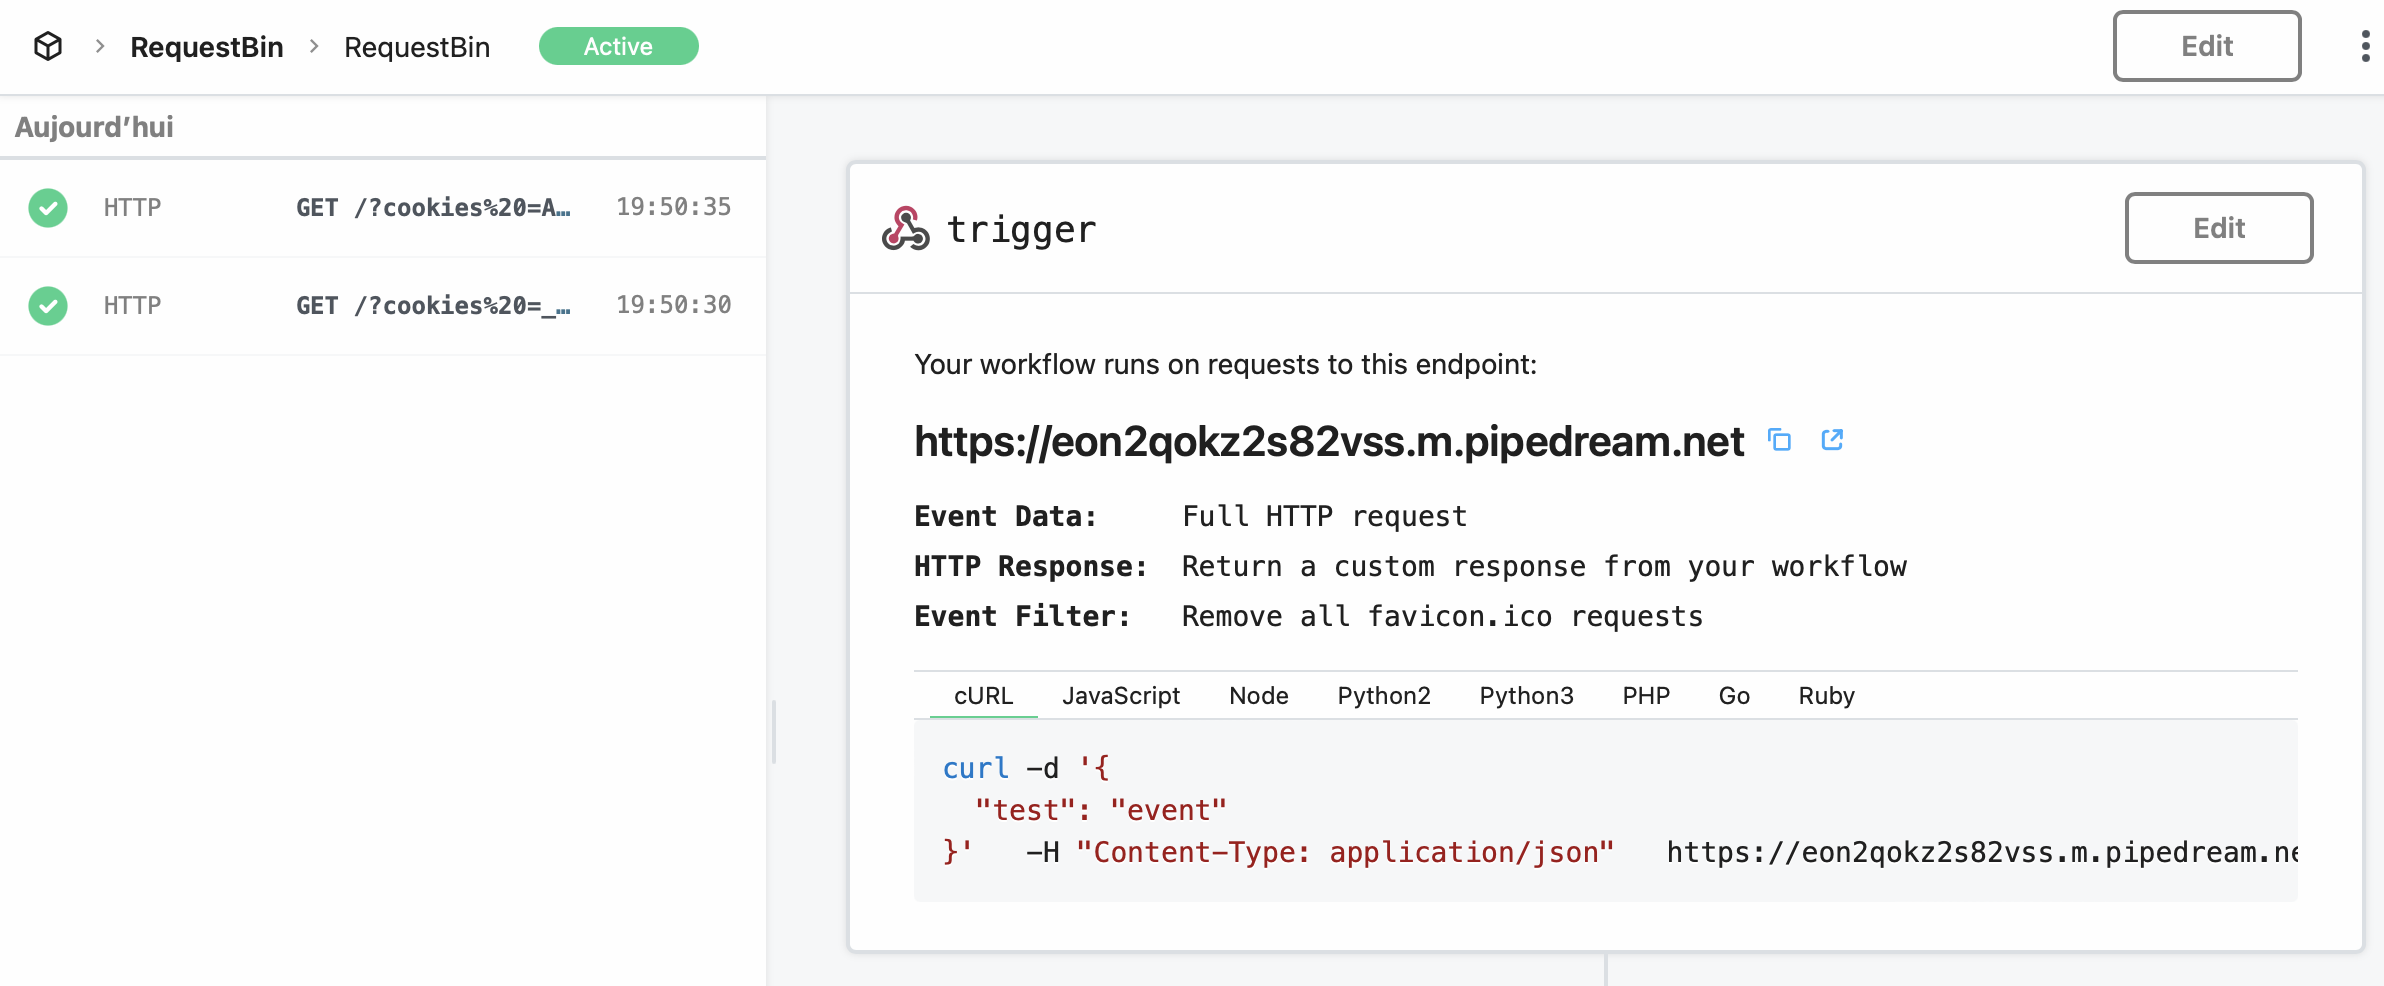 RequestBin > RequestBin Active Edit
Aujourd’hui
HTTP GET /?cookies%20=A… 19:50:35
HTTP GET /?cookies%20=_… 19:50:30
trigger Edit
Your workflow runs on requests to this endpoint:
https://eon2qokz2s82vss.m.pipedream.net
Event Data: Full HTTP request
HTTP Response: Return a custom response from your workflow
Event Filter: Remove all favicon.ico requests
cURL JavaScript Node Python2 Python3 PHP Go Ruby
curl -d '{
"test": "event"
}' -H "Content-Type: application/json" https://eon2qokz2s82vss.m.pipedream.ne